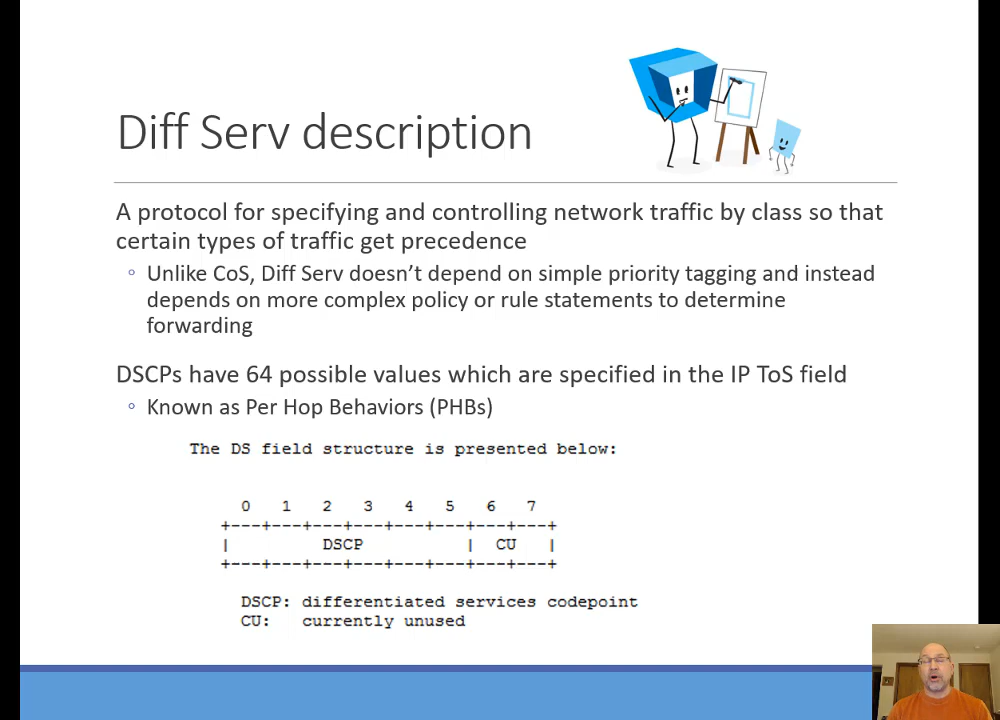 Diff Serv description
A protocol for specifying and controlling network traffic by class so that
certain types of traffic get precedence
◦ Unlike CoS, Diff Serv doesn’t depend on simple priority tagging and instead
depends on more complex policy or rule statements to determine
forwarding
DSCPs have 64 possible values which are specified in the IP ToS field
◦ Known as Per Hop Behaviors (PHBs)
The DS field structure is presented below:
0 1 2 3 4 5 6 7
+---+---+---+---+---+---+---+---+
| DSCP | CU |
+---+---+---+---+---+---+---+---+
DSCP: differentiated services codepoint
CU: currently unused